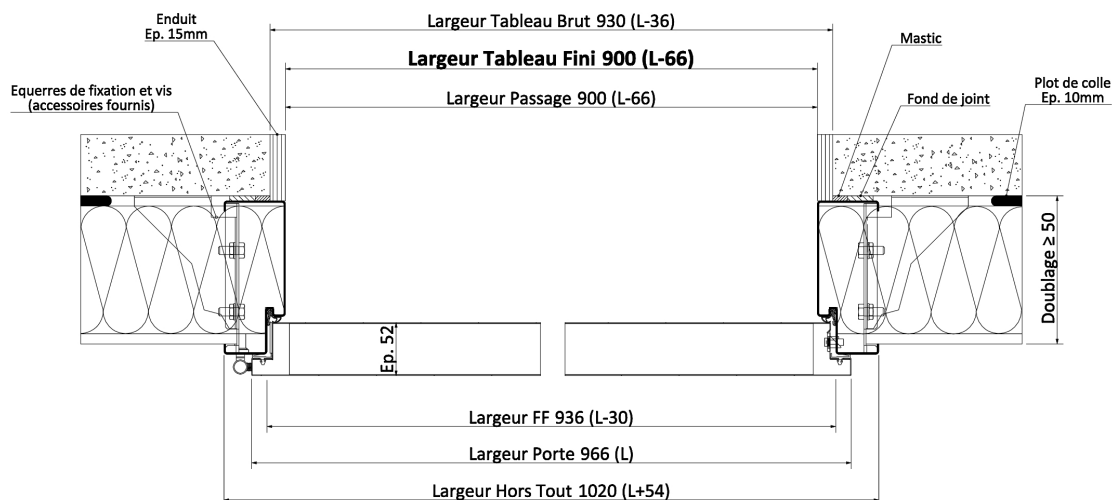 Enduit
Ep. 15mm
Largeur Tableau Brut 930 (L-36)
Mastic
Largeur Tableau Fini 900 (L-66)
Equerres de fixation et vis
(accessoires fournis)
Largeur Passage 900 (L-66)
Fond de joint
Plot de colle
Ep. 10mm
Doublage ≥ 50
Ep. 52
Largeur FF 936 (L-30)
Largeur Porte 966 (L)
Largeur Hors Tout 1020 (L+54)